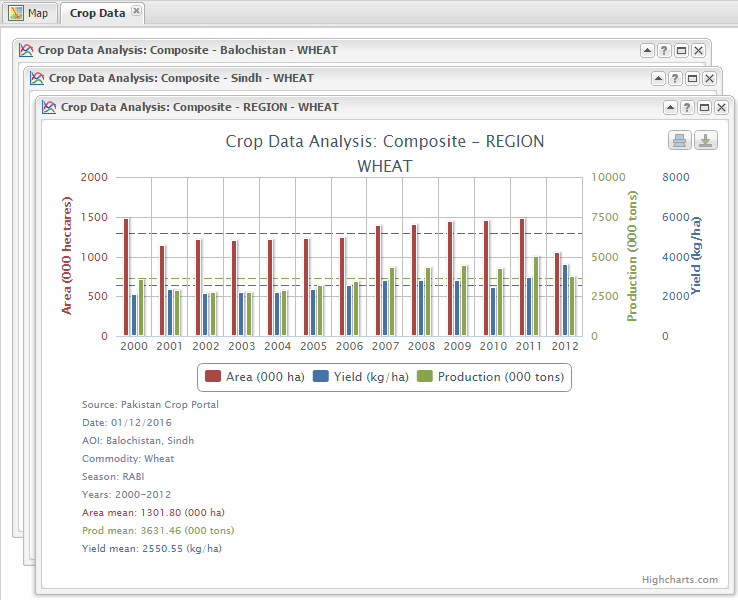 Map Crop Data
Crop Data Analysis: Composite - Balochistan - WHEAT
Crop Data Analysis: Composite - Sindh - WHEAT
Crop Data Analysis: Composite - REGION - WHEAT
Crop Data Analysis: Composite - REGION
WHEAT
Area (000 hectares)
2000
1500
1000
500
0
10000
7500
5000
2500
0
Production (000 tons)
8000
6000
4000
2000
0
Yield (kg/ha)
2000 2001 2002 2003 2004 2005 2006 2007 2008 2009 2010 2011 2012
Area (000 ha) Yield (kg/ha) Production (000 tons)
Source: Pakistan Crop Portal
Date: 01/12/2016
AOI: Balochistan, Sindh
Commodity: Wheat
Season: RABI
Years: 2000-2012
Area mean: 1301.80 (000 ha)
Prod mean: 3631.46 (000 tons)
Yield mean: 2550.55 (kg/ha)
Highcharts.com